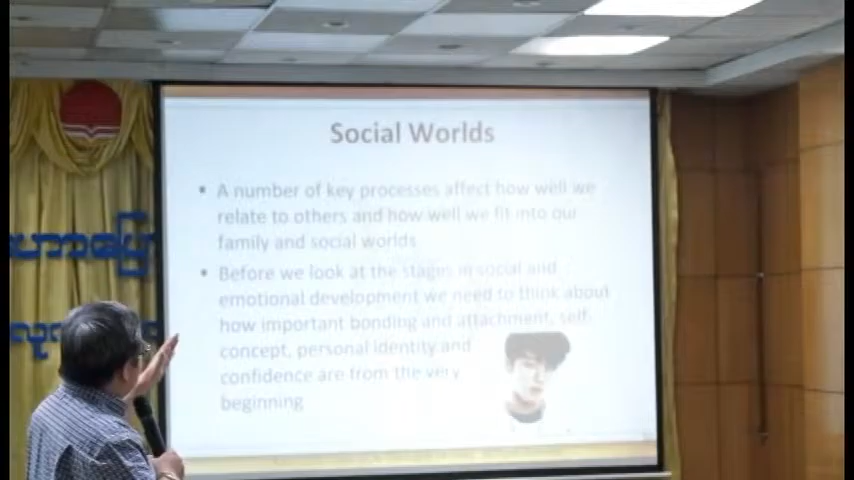 Social Worlds
• A number of key processes affect how well we
relate to others and how well we fit into our
family and social worlds
• Before we look at the stages in social and
emotional development we need to think about
how important bonding and attachment, self
concept, personal identity and
confidence are from the very
beginning